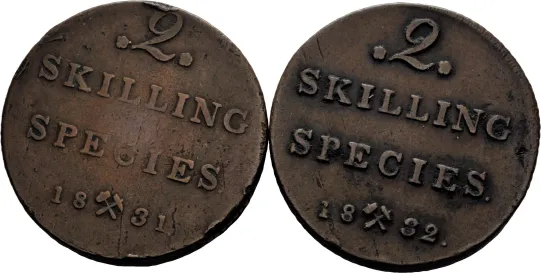 .2.
SKILLING
SPECIES.
18⚒31.
.2.
SKILLING
SPECIES.
18⚒32.